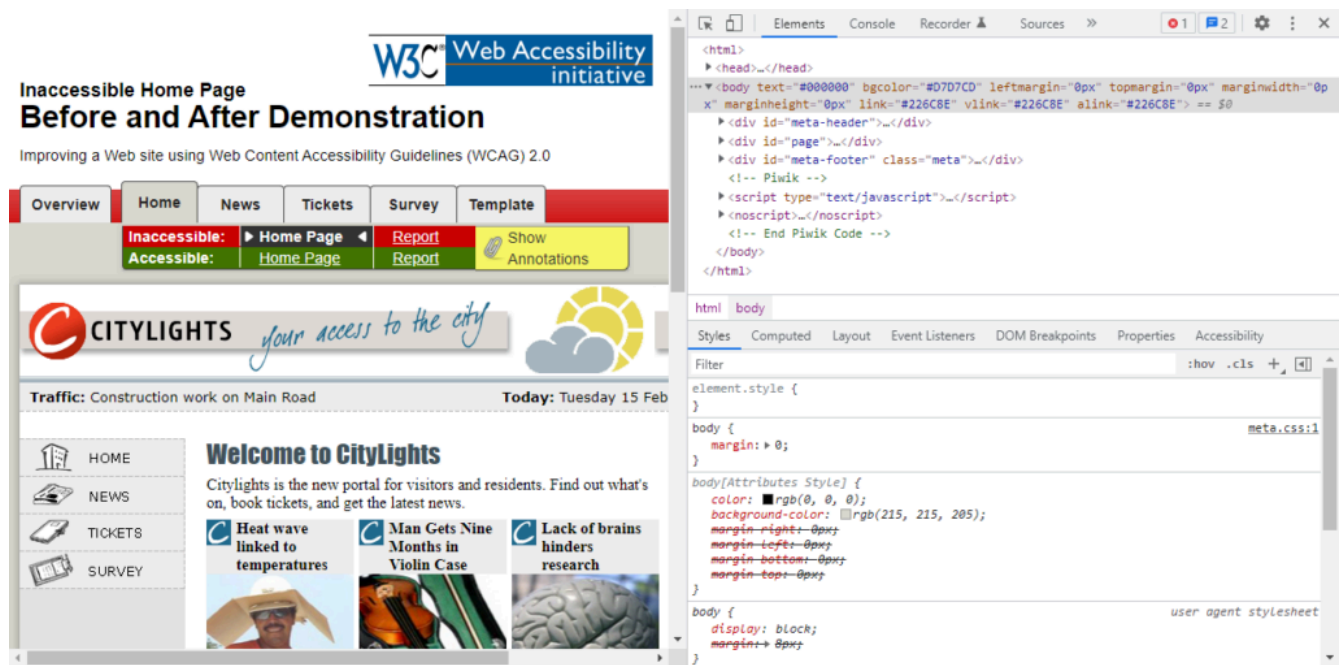 W3C® Web Accessibility
initiative
Inaccessible Home Page
Before and After Demonstration
Improving a Web site using Web Content Accessibility Guidelines (WCAG) 2.0
Overview Home News Tickets Survey Template
Inaccessible: Home Page Report
Accessible: Home Page Report
Show
Annotations
CITYLIGHTS your access to the city
Traffic: Construction work on Main Road Today: Tuesday 15 Feb
HOME
NEWS
TICKETS
SURVEY
Welcome to CityLights
Citylights is the new portal for visitors and residents. Find out what's
on, book tickets, and get the latest news.
Heat wave
linked to
temperatures
Man Gets Nine
Months in
Violin Case
Lack of brains
hinders
research
Elements Console Recorder Sources » 1 2
<html>
<head>…</head>
<body text="#000000" bgcolor="#D7D7CD" leftmargin="0px" topmargin="0px" marginwidth="0p
x" marginheight="0px" link="#226C8E" vlink="#226C8E" alink="#226C8E"> == $0
<div id="meta-header">…</div>
<div id="page">…</div>
<div id="meta-footer" class="meta">…</div>
<!-- Piwik -->
<script type="text/javascript">…</script>
<noscript>…</noscript>
<!-- End Piwik Code -->
</body>
</html>
html body
Styles Computed Layout Event Listeners DOM Breakpoints Properties Accessibility
Filter :hov .cls +
element.style {
}
body { meta.css:1
margin: 0;
}
body[Attributes Style] {
color: rgb(0, 0, 0);
background-color: rgb(215, 215, 205);
margin-right: 0px;
margin-left: 0px;
margin-bottom: 0px;
margin-top: 0px;
}
body { user agent stylesheet
display: block;
margin: 8px;
}